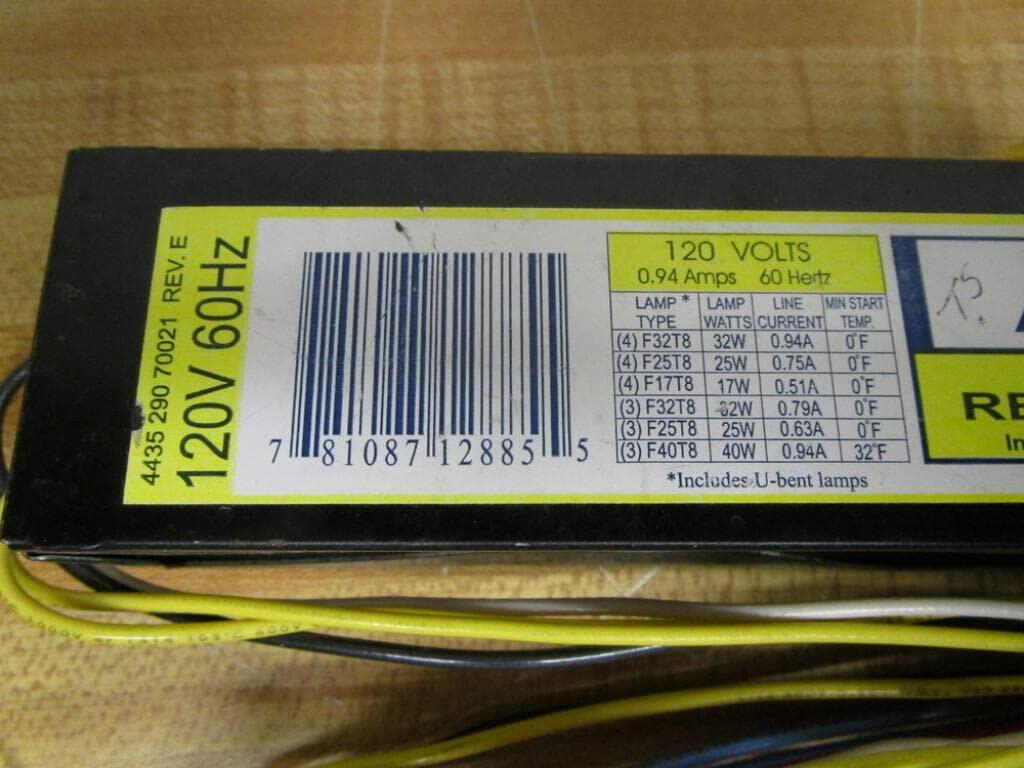 4435 290 70021 REV. E
120V 60Hz
7 81087 12885 5
120 VOLTS
0.94 Amps 60 Hertz
LAMP * TYPE LAMP WATTS LINE CURRENT MIN START TEMP.
(4) F32T8 32W 0.94A 0°F
(4) F25T8 25W 0.75A 0°F
(4) F17T8 17W 0.51A 0°F
(3) F32T8 32W 0.79A 0°F
(3) F25T8 25W 0.63A 0°F
(3) F40T8 40W 0.94A 32°F
*Includes U-bent lamps
RE
In